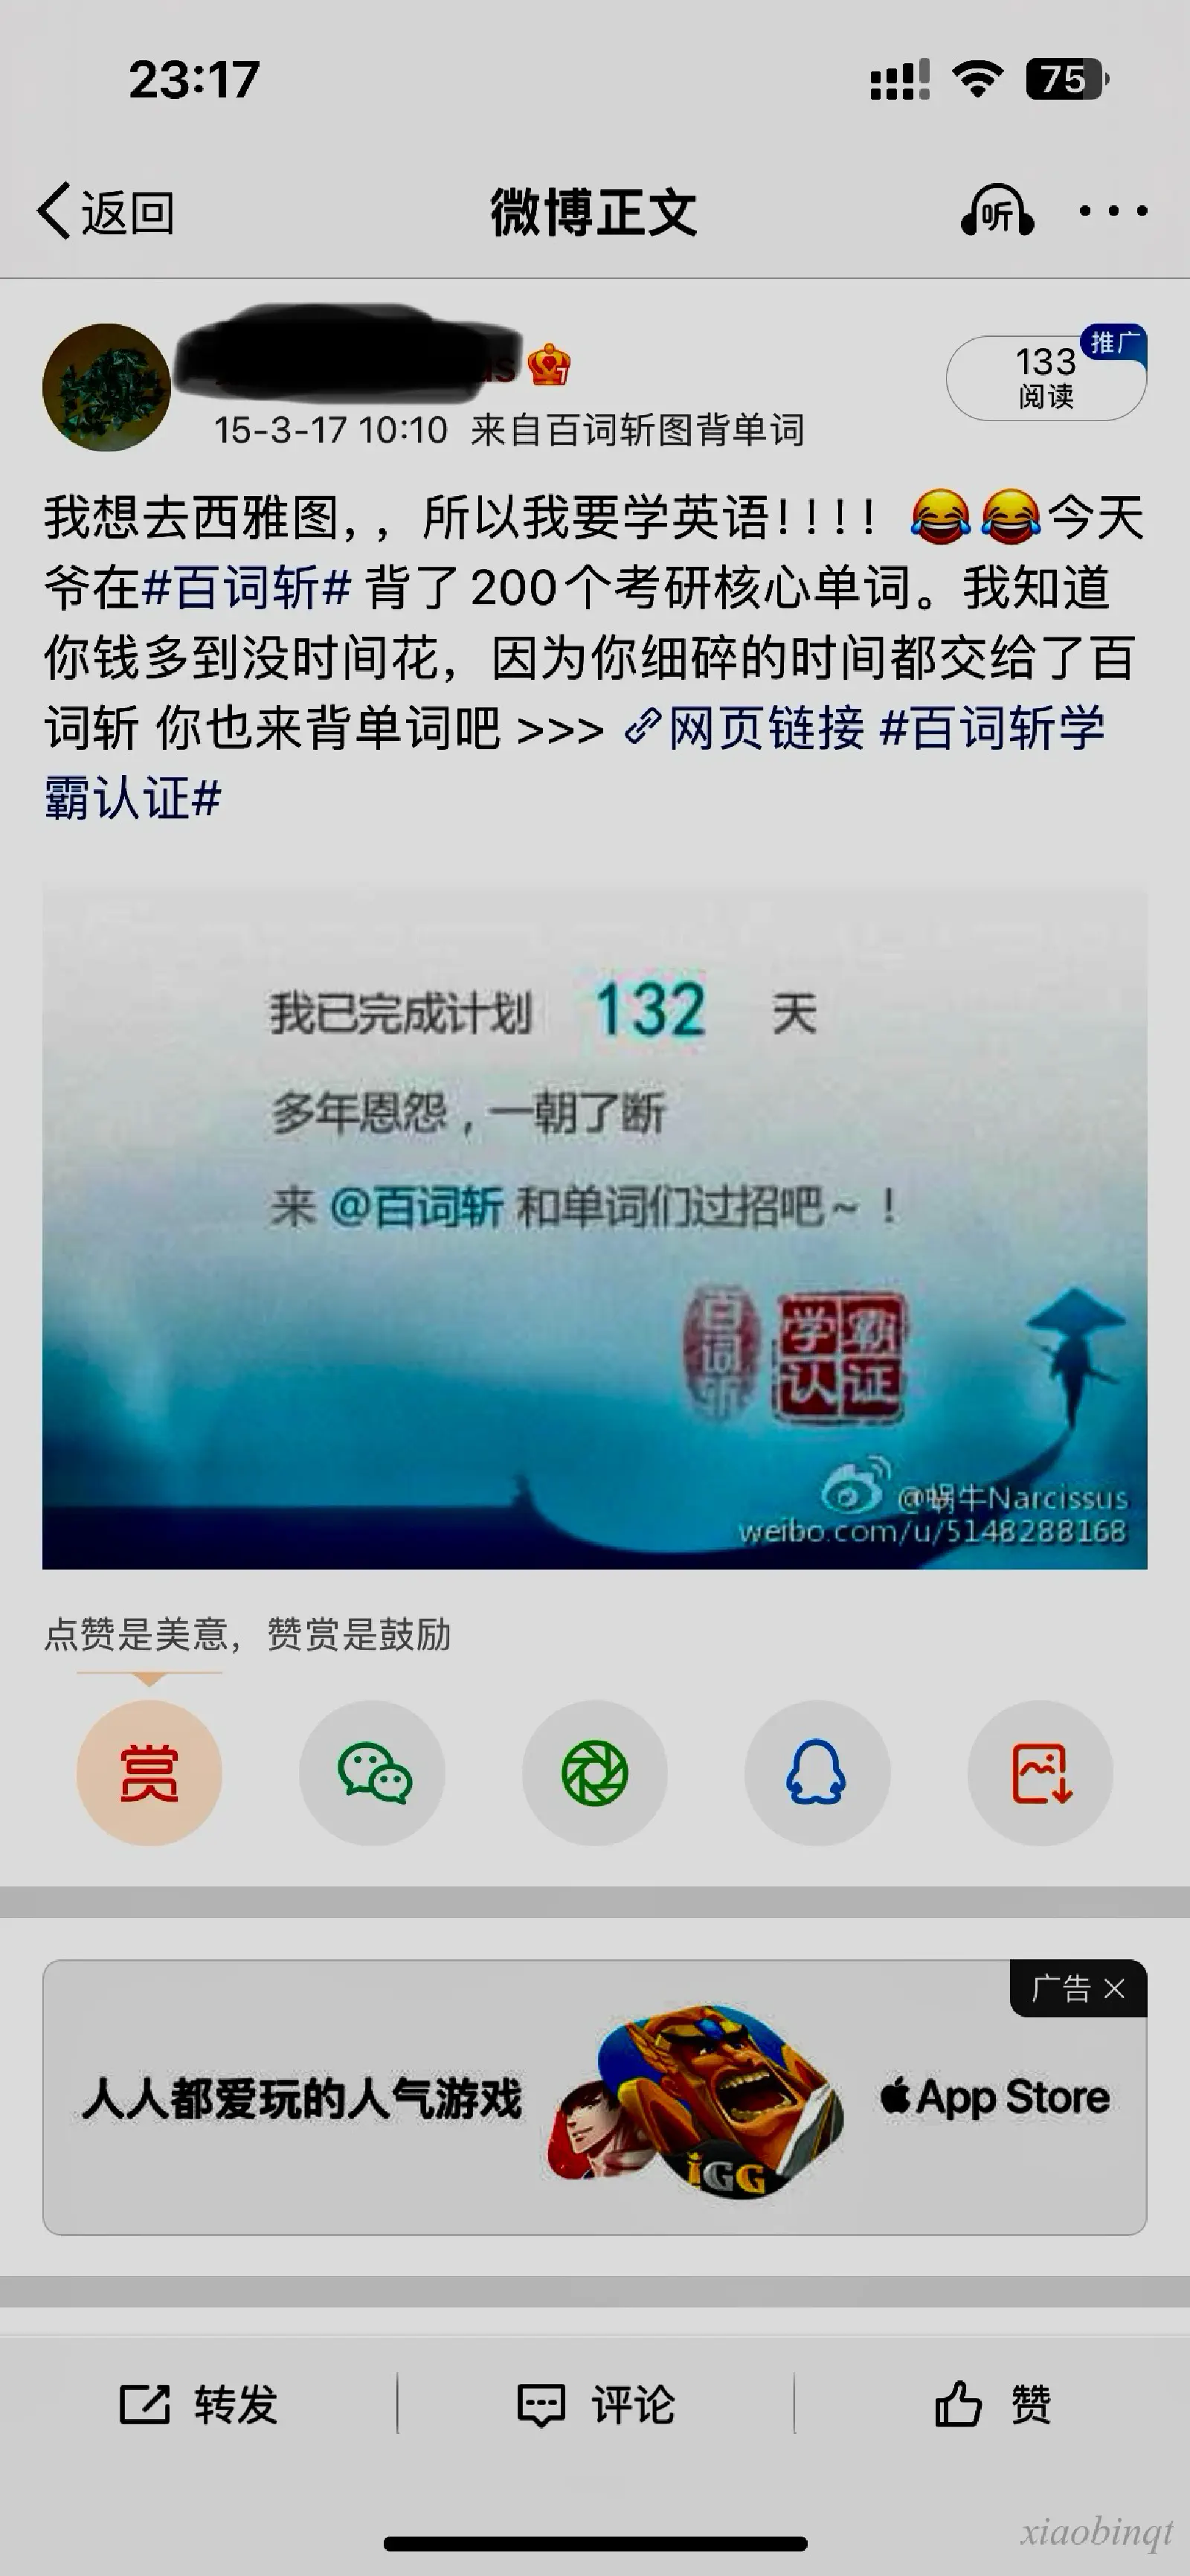 23:17
75
返回
微博正文
听
推广
133
阅读
15-3-17 10:10 来自百词斩图背单词
我想去西雅图，，所以我要学英语！！！！😂😂今天
爷在#百词斩# 背了200个考研核心单词。我知道
你钱多到没时间花，因为你细碎的时间都交给了百
词斩 你也来背单词吧 >>> 网页链接 #百词斩学
霸认证#
我已完成计划 132 天
多年恩怨，一朝了断
来 @百词斩 和单词们过招吧~！
百词斩
学霸
认证
@蜗牛Narcissus
weibo.com/u/5148288168
点赞是美意，赞赏是鼓励
赏
广告 ×
人人都爱玩的人气游戏
IGG
App Store
转发
评论
赞
xiaobinqt